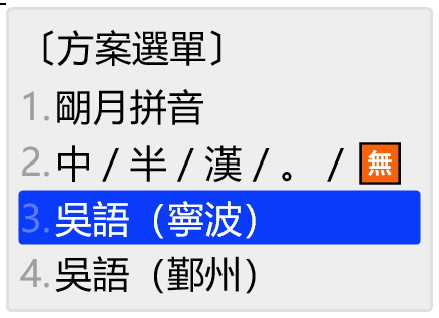 〔方案選單〕
1. 朙月拼音
2. 中 / 半 / 漢 / 。 / 無
3. 吳語（寧波）
4. 吳語（鄞州）